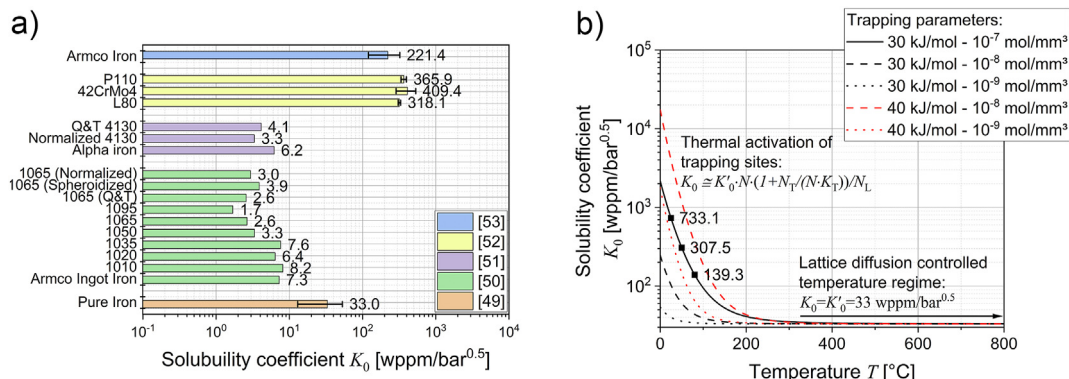 a)
Armco Iron
221.4
P110
365.9
42CrMo4
409.4
L80
318.1
Q&T 4130
4.1
Normalized 4130
3.3
Alpha iron
6.2
1065 (Normalized)
3.0
1065 (Spheroidized)
3.9
1065 (Q&T)
2.6
1095
1.7
1065
2.6
1050
3.3
1035
7.6
1020
6.4
1010
8.2
Armco Ingot Iron
7.3
Pure Iron
33.0
[53]
[52]
[51]
[50]
[49]
10⁻¹ 10⁰ 10¹ 10² 10³ 10⁴
Solubility coefficient K₀ [wppm/bar⁰·⁵]
b)
Trapping parameters:
30 kJ/mol - 10⁻⁷ mol/mm³
30 kJ/mol - 10⁻⁸ mol/mm³
30 kJ/mol - 10⁻⁹ mol/mm³
40 kJ/mol - 10⁻⁸ mol/mm³
40 kJ/mol - 10⁻⁹ mol/mm³
10⁵
10⁴
10³
10²
Solubility coefficient
K₀ [wppm/bar⁰·⁵]
Thermal activation of
trapping sites:
K₀ ≅ K'₀·N·(1+N_T/(N·K_T))/N_L
733.1
307.5
139.3
Lattice diffusion controlled
temperature regime:
K₀=K'₀=33 wppm/bar⁰·⁵
0 200 400 600 800
Temperature T [°C]